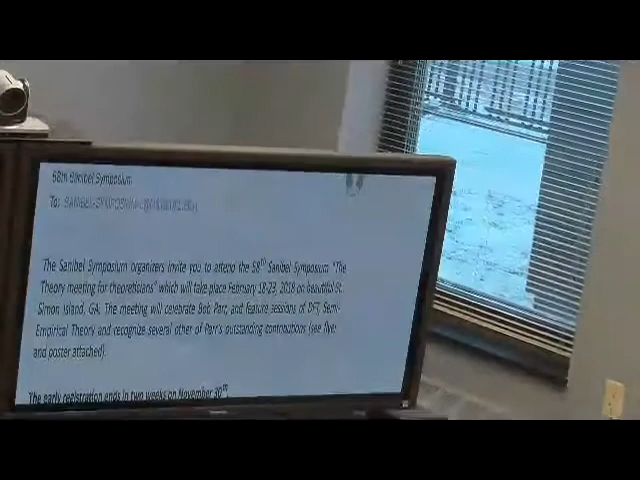 58th Sanibel Symposium
To:
The Sanibel Symposium organizers invite you to attend the 58th Sanibel Symposium "The
Theory meeting for theoreticians" which will take place February 18-23, 2018 on beautiful St.
Simon Island, GA. The meeting will celebrate Bob Parr, and feature sessions of DFT, Semi-
Empirical Theory and recognize several other of Parr's outstanding contributions (see flyer
and poster attached).
The early registration ends in two weeks on November 30th.